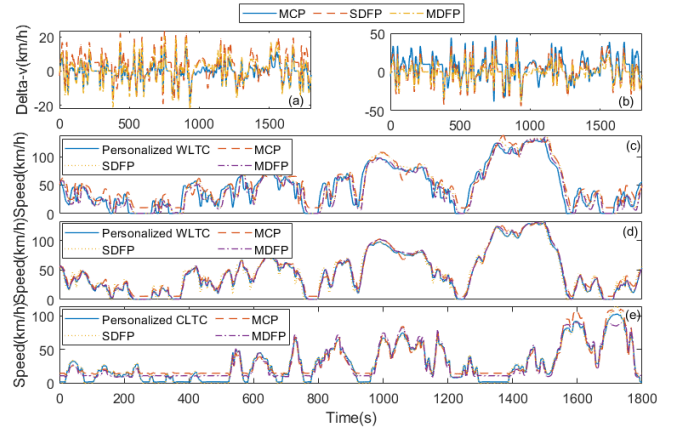 MCP SDFP MDFP
Delta-v(km/h)
20
0
-20
(a)
0 500 1000 1500
50
0
-50
(b)
0 500 1000 1500
Speed(km/h)
100
50
0
Personalized WLTC MCP
SDFP MDFP
(c)
Speed(km/h)
100
50
0
Personalized WLTC MCP
SDFP MDFP
(d)
Speed(km/h)
100
50
0
Personalized CLTC MCP
SDFP MDFP
(e)
0 200 400 600 800 1000 1200 1400 1600 1800
Time(s)